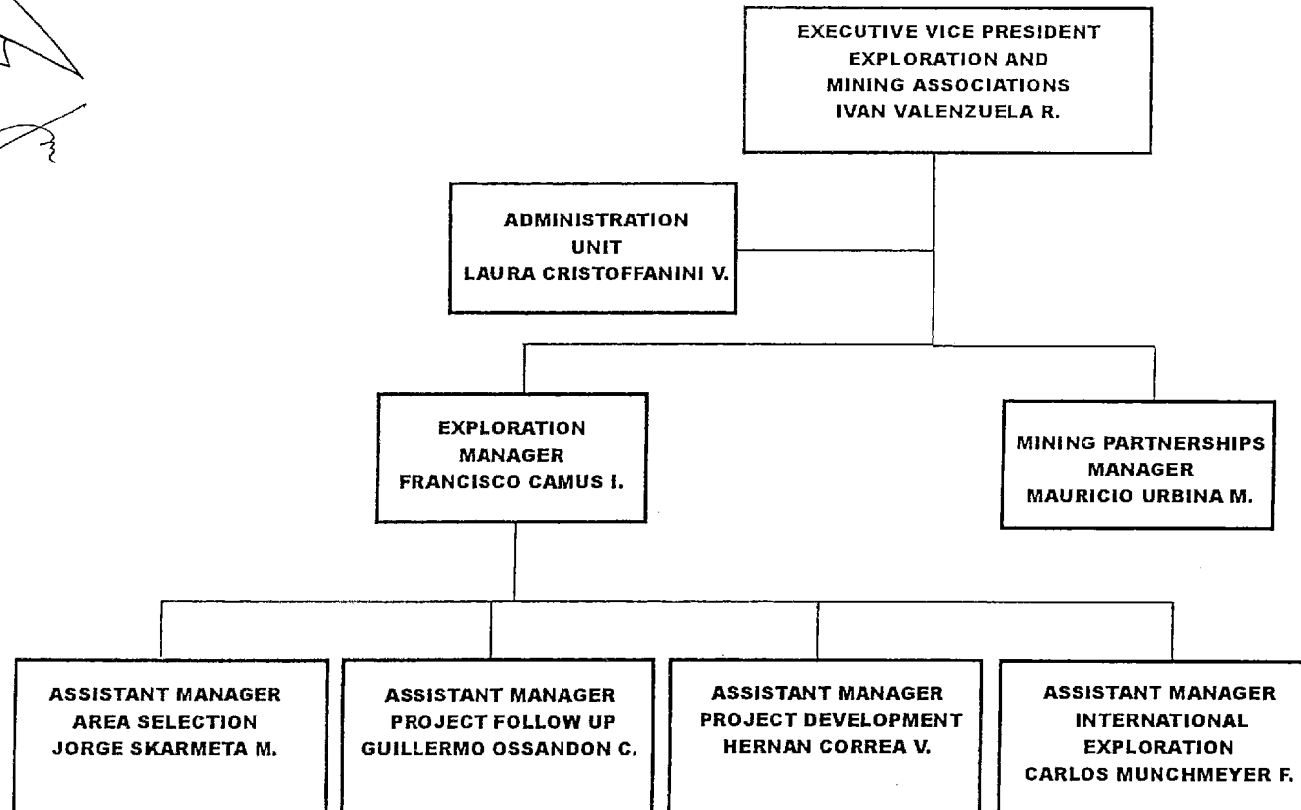 EXECUTIVE VICE PRESIDENT
EXPLORATION AND
MINING ASSOCIATIONS
IVAN VALENZUELA R.
ADMINISTRATION
UNIT
LAURA CRISTOFFANINI V.
EXPLORATION
MANAGER
FRANCISCO CAMUS I.
MINING PARTNERSHIPS
MANAGER
MAURICIO URBINA M.
ASSISTANT MANAGER
AREA SELECTION
JORGE SKARMETA M.
ASSISTANT MANAGER
PROJECT FOLLOW UP
GUILLERMO OSSANDON C.
ASSISTANT MANAGER
PROJECT DEVELOPMENT
HERNAN CORREA V.
ASSISTANT MANAGER
INTERNATIONAL
EXPLORATION
CARLOS MUNCHMEYER F.